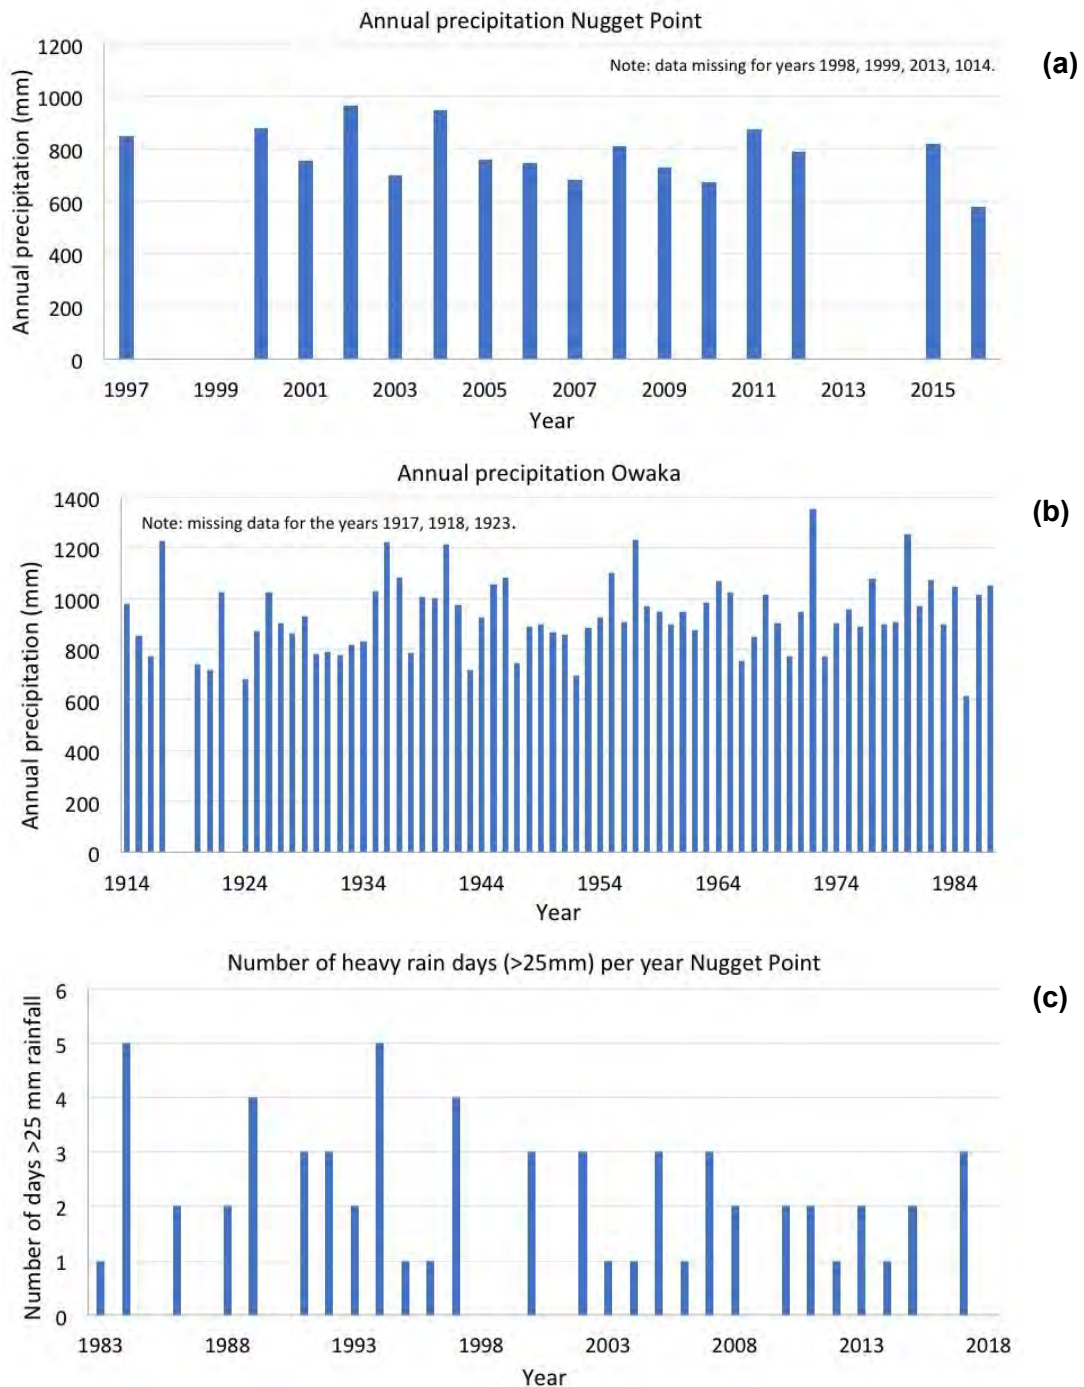 Annual precipitation Nugget Point
(a)
Note: data missing for years 1998, 1999, 2013, 1014.
Annual precipitation (mm)
1200
1000
800
600
400
200
0
1997 1999 2001 2003 2005 2007 2009 2011 2013 2015
Year
Annual precipitation Owaka
(b)
Note: missing data for the years 1917, 1918, 1923.
Annual precipitation (mm)
1400
1200
1000
800
600
400
200
0
1914 1924 1934 1944 1954 1964 1974 1984
Year
Number of heavy rain days (>25mm) per year Nugget Point
(c)
Number of days >25 mm rainfall
6
5
4
3
2
1
0
1983 1988 1993 1998 2003 2008 2013 2018
Year